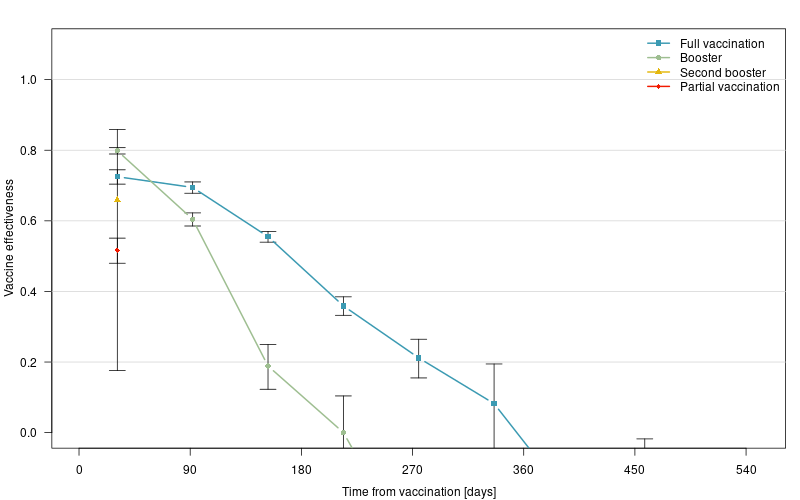 Full vaccination
Booster
Second booster
Partial vaccination
1.0
0.8
0.6
0.4
0.2
0.0
Vaccine effectiveness
0 90 180 270 360 450 540
Time from vaccination [days]